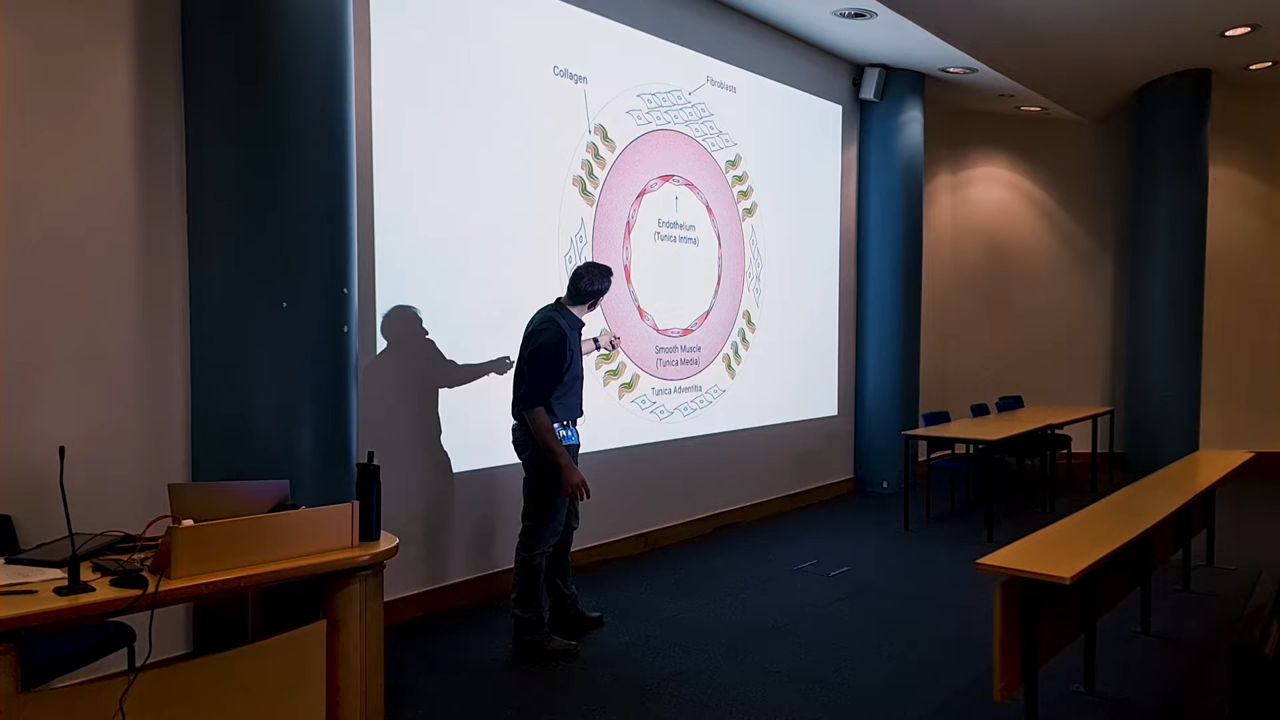 Collagen
Fibroblasts
Endothelium
(Tunica Intima)
Smooth Muscle
(Tunica Media)
Tunica Adventitia